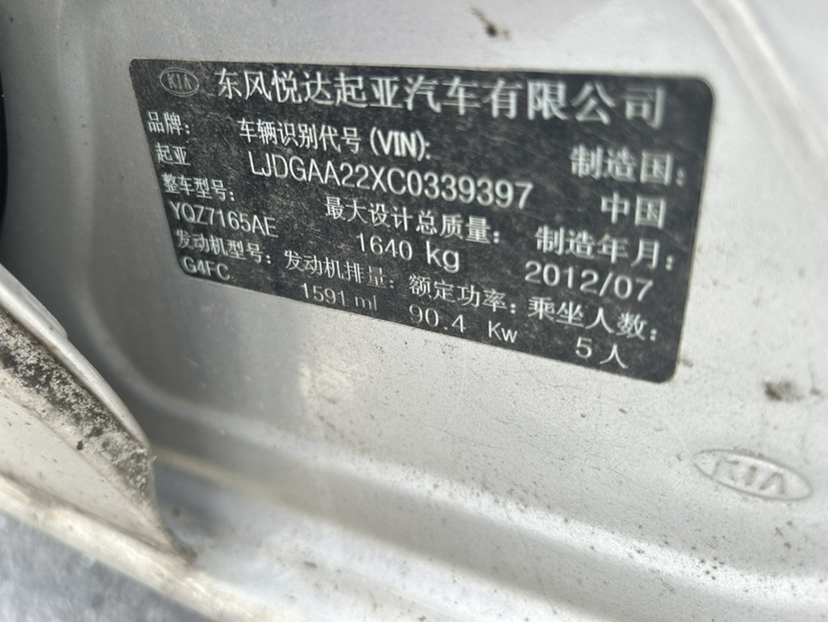 KIA 东风悦达起亚汽车有限公司
品牌: 车辆识别代号(VIN): 制造国:
起亚 LJDGAA22XC0339397 中国
整车型号: 最大设计总质量: 制造年月:
YQZ7165AE 1640 kg 2012/07
发动机型号: 发动机排量: 额定功率: 乘坐人数:
G4FC 1591 ml 90.4 Kw 5 人
KIA